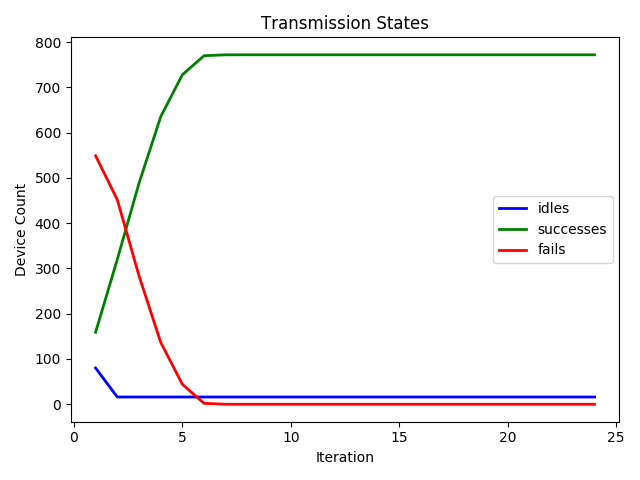 Transmission States
800
700
600
500
400
300
200
100
0
Device Count
idles
successes
fails
0 5 10 15 20 25
Iteration